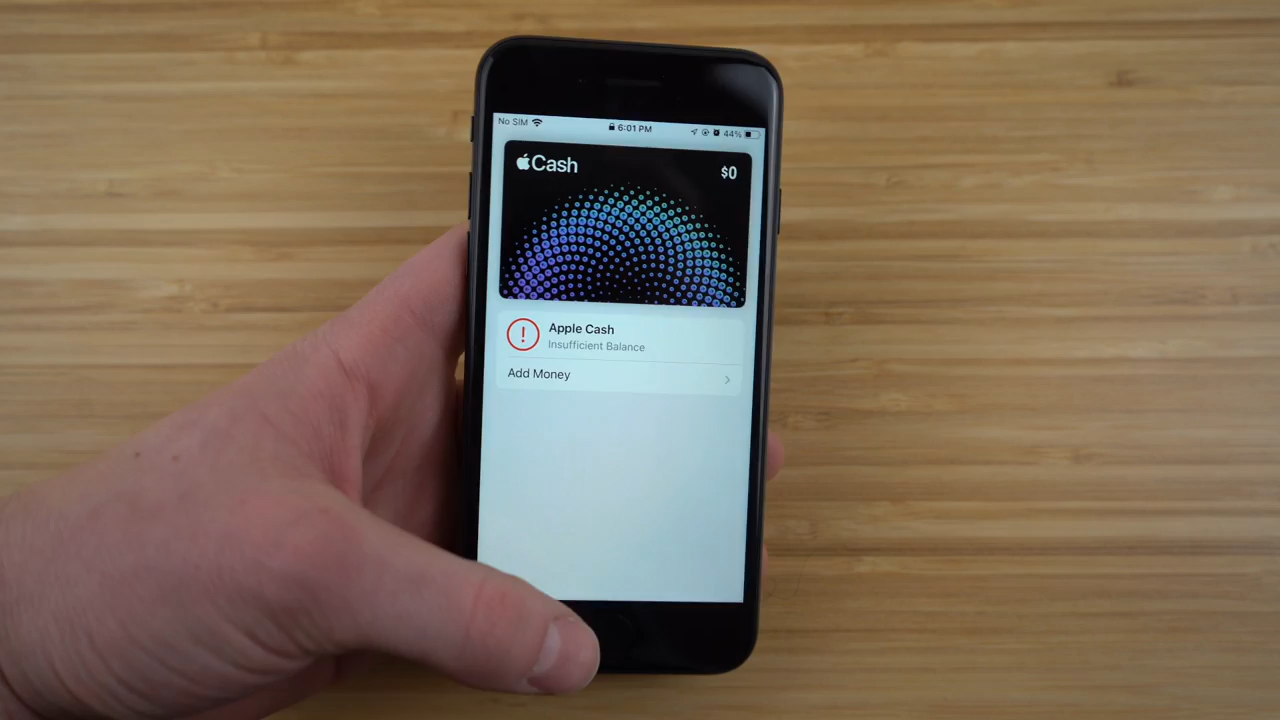 No SIM 6:01 PM 44%
Cash $0
Apple Cash
Insufficient Balance
Add Money